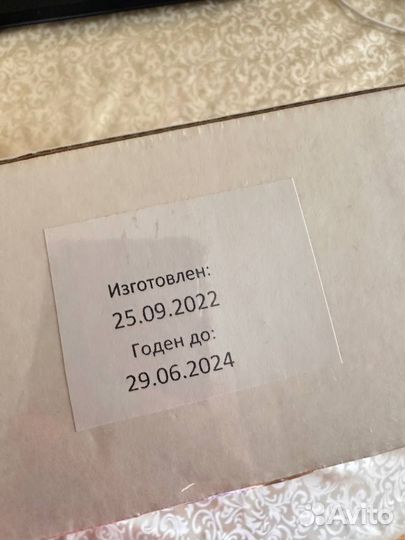 Изготовлен:
25.09.2022
Годен до:
29.06.2024
Avito